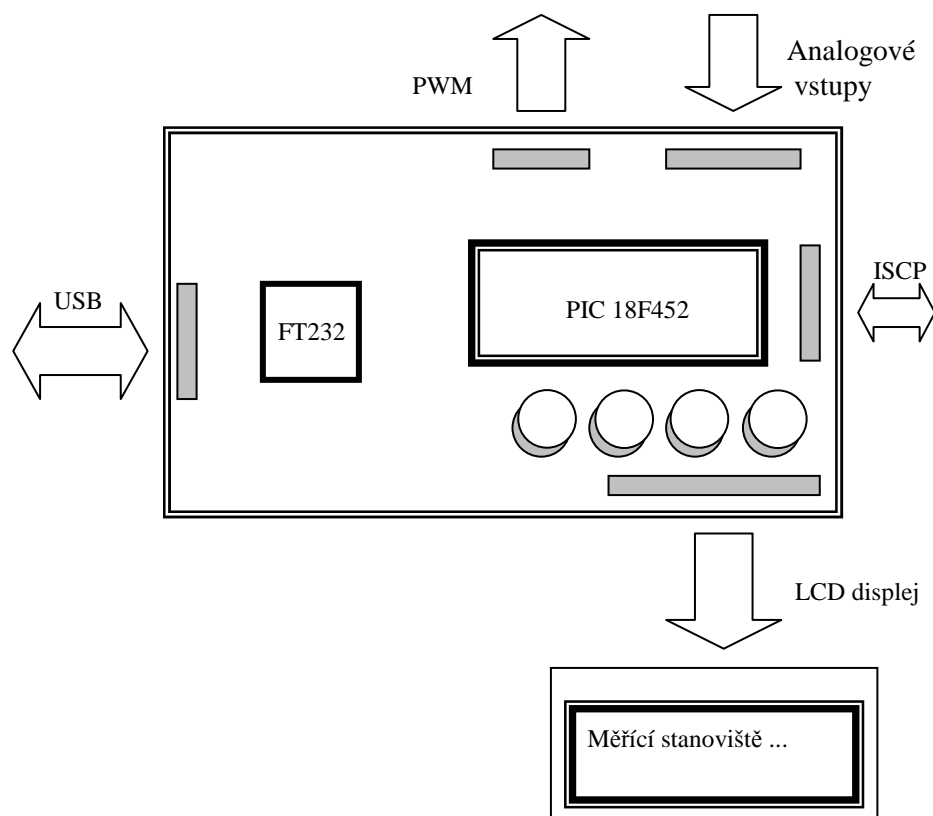 PWM
Analogové
vstupy
USB
FT232
PIC 18F452
ISCP
LCD displej
Měřící stanoviště ...